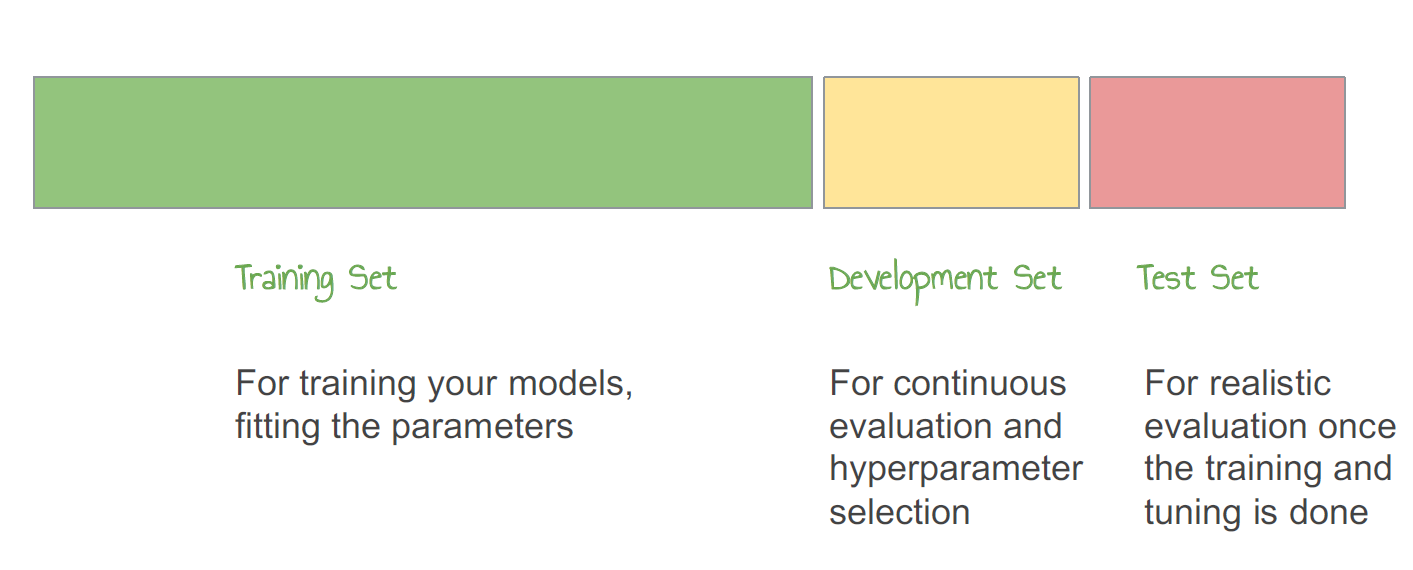 Training Set
Development Set
Test Set
For training your models,
fitting the parameters
For continuous
evaluation and
hyperparameter
selection
For realistic
evaluation once
the training and
tuning is done